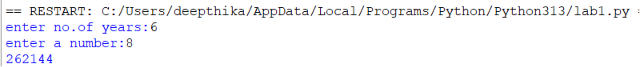 == RESTART: C:/Users/deepthika/AppData/Local/Programs/Python/Python313/lab1.py =
enter no.of years:6
enter a number:8
262144